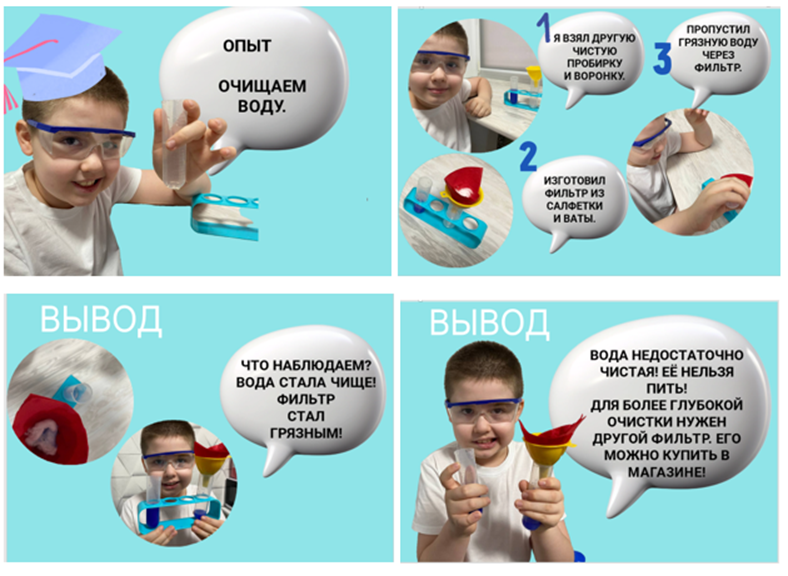 ОПЫТ
ОЧИЩАЕМ
ВОДУ.
1
Я ВЗЯЛ ДРУГУЮ
ЧИСТУЮ
ПРОБИРКУ
И ВОРОНКУ.
2
ИЗГОТОВИЛ
ФИЛЬТР ИЗ
САЛФЕТКИ
И ВАТЫ.
3
ПРОПУСТИЛ
ГРЯЗНУЮ ВОДУ
ЧЕРЕЗ
ФИЛЬТР.
ВЫВОД
ЧТО НАБЛЮДАЕМ?
ВОДА СТАЛА ЧИЩЕ!
ФИЛЬТР
СТАЛ
ГРЯЗНЫМ!
ВЫВОД
ВОДА НЕДОСТАТОЧНО
ЧИСТАЯ! ЕЁ НЕЛЬЗЯ
ПИТЬ!
ДЛЯ БОЛЕЕ ГЛУБОКОЙ
ОЧИСТКИ НУЖЕН
ДРУГОЙ ФИЛЬТР. ЕГО
МОЖНО КУПИТЬ В
МАГАЗИНЕ!